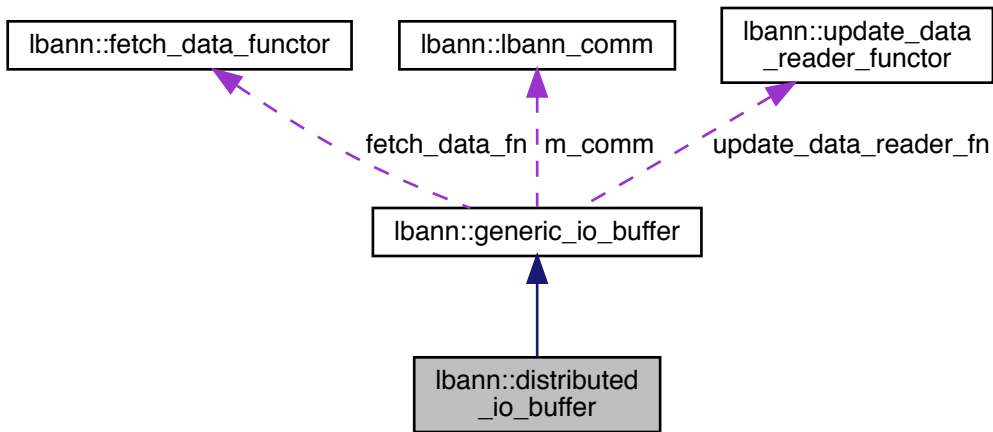 lbann::fetch_data_functor
lbann::lbann_comm
lbann::update_data
_reader_functor
fetch_data_fn
m_comm
update_data_reader_fn
lbann::generic_io_buffer
lbann::distributed
_io_buffer